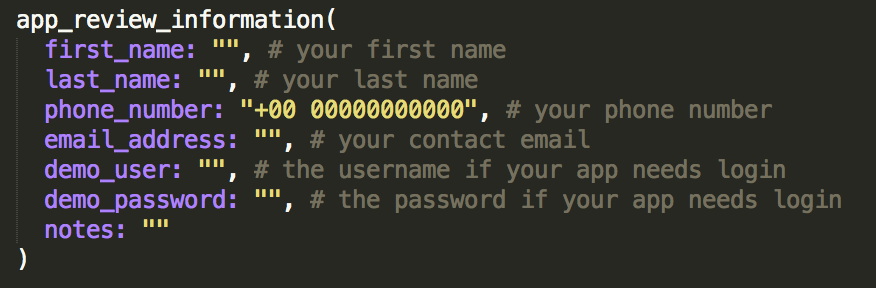 app_review_information(
first_name: "", # your first name
last_name: "", # your last name
phone_number: "+00 00000000000", # your phone number
email_address: "", # your contact email
demo_user: "", # the username if your app needs login
demo_password: "", # the password if your app needs login
notes: ""
)